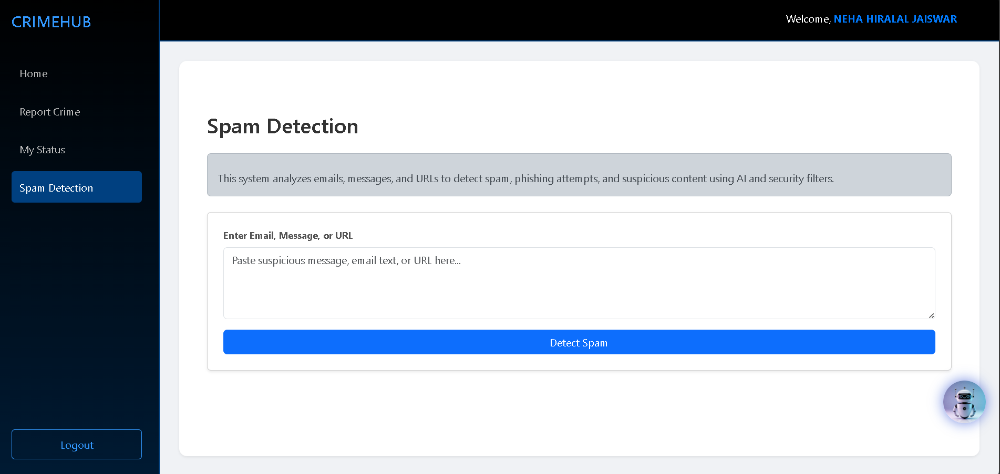 CRIMEHUB
Welcome, NEHA HIRALAL JAISWAR
Home
Report Crime
My Status
Spam Detection
Logout
Spam Detection
This system analyzes emails, messages, and URLs to detect spam, phishing attempts, and suspicious content using AI and security filters.
Enter Email, Message, or URL
Paste suspicious message, email text, or URL here...
Detect Spam